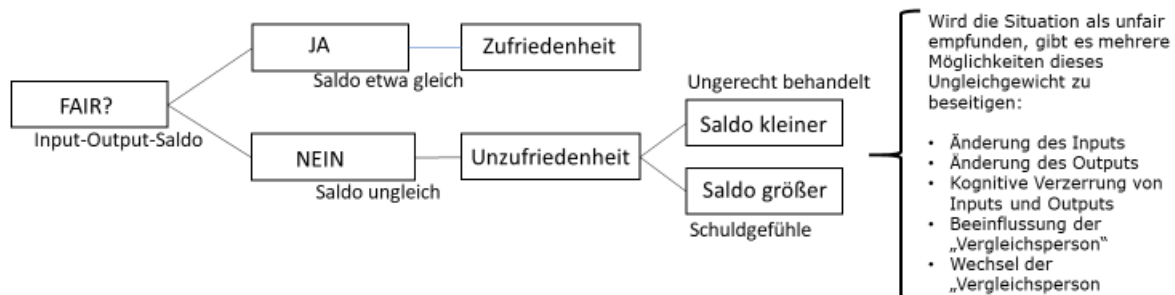 FAIR?
Input-Output-Saldo
JA
Saldo etwa gleich
Zufriedenheit
NEIN
Saldo ungleich
Unzufriedenheit
Ungerecht behandelt
Saldo kleiner
Saldo größer
Schuldgefühle
Wird die Situation als unfair
empfunden, gibt es mehrere
Möglichkeiten dieses
Ungleichgewicht zu
beseitigen:
• Änderung des Inputs
• Änderung des Outputs
• Kognitive Verzerrung von
Inputs und Outputs
• Beeinflussung der
„Vergleichsperson“
• Wechsel der
„Vergleichsperson